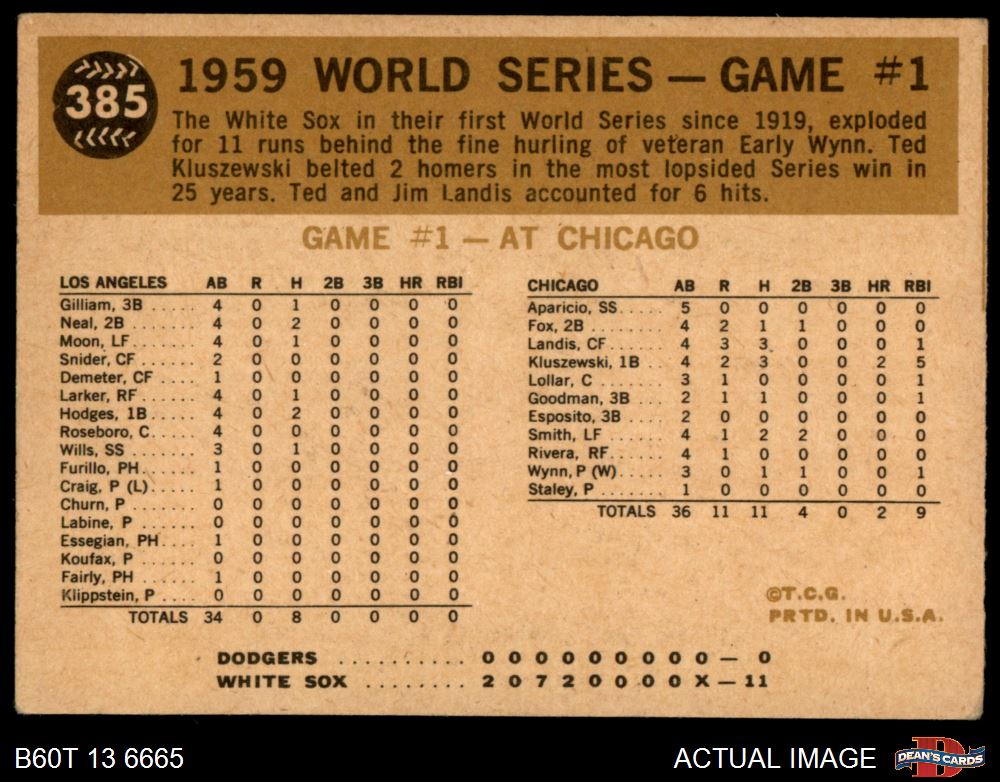 385
1959 WORLD SERIES — GAME #1
The White Sox in their first World Series since 1919, exploded
for 11 runs behind the fine hurling of veteran Early Wynn. Ted
Kluszewski belted 2 homers in the most lopsided Series win in
25 years. Ted and Jim Landis accounted for 6 hits.
GAME #1 — AT CHICAGO
LOS ANGELES AB R H 2B 3B HR RBI
Gilliam, 3B ..... 4 0 1 0 0 0 0
Neal, 2B ....... 4 0 2 0 0 0 0
Moon, LF ...... 4 0 1 0 0 0 0
Snider, CF ..... 2 0 0 0 0 0 0
Demeter, CF .... 1 0 0 0 0 0 0
Larker, RF ..... 4 0 1 0 0 0 0
Hodges, 1B..... 4 0 2 0 0 0 0
Roseboro, C..... 4 0 0 0 0 0 0
Wills, SS ...... 3 0 1 0 0 0 0
Furillo, PH...... 1 0 0 0 0 0 0
Craig, P (L)..... 1 0 0 0 0 0 0
Churn, P ...... 0 0 0 0 0 0 0
Labine, P ...... 0 0 0 0 0 0 0
Essegian, PH.... 1 0 0 0 0 0 0
Koufax, P ...... 0 0 0 0 0 0 0
Fairly, PH ...... 1 0 0 0 0 0 0
Klippstein, P .... 0 0 0 0 0 0 0
TOTALS 34 0 8 0 0 0 0
CHICAGO AB R H 2B 3B HR RBI
Aparicio, SS..... 5 0 0 0 0 0 0
Fox, 2B ........ 4 2 1 1 0 0 0
Landis, CF ..... 4 3 3 0 0 0 1
Kluszewski, 1B .. 4 2 3 0 0 2 5
Lollar, C ....... 3 1 0 0 0 0 1
Goodman, 3B ... 2 1 1 0 0 0 1
Esposito, 3B .... 2 0 0 0 0 0 0
Smith, LF ...... 4 1 2 2 0 0 0
Rivera, RF...... 4 1 0 0 0 0 0
Wynn, P (W).... 3 0 1 1 0 0 1
Staley, P ....... 1 0 0 0 0 0 0
TOTALS 36 11 11 4 0 2 9
©T.C.G.
PRTD. IN U.S.A.
DODGERS .......... 0 0 0 0 0 0 0 0 0 — 0
WHITE SOX ........ 2 0 7 2 0 0 0 0 X — 11
B60T 13 6665
ACTUAL IMAGE
D
DEAN'S CARDS